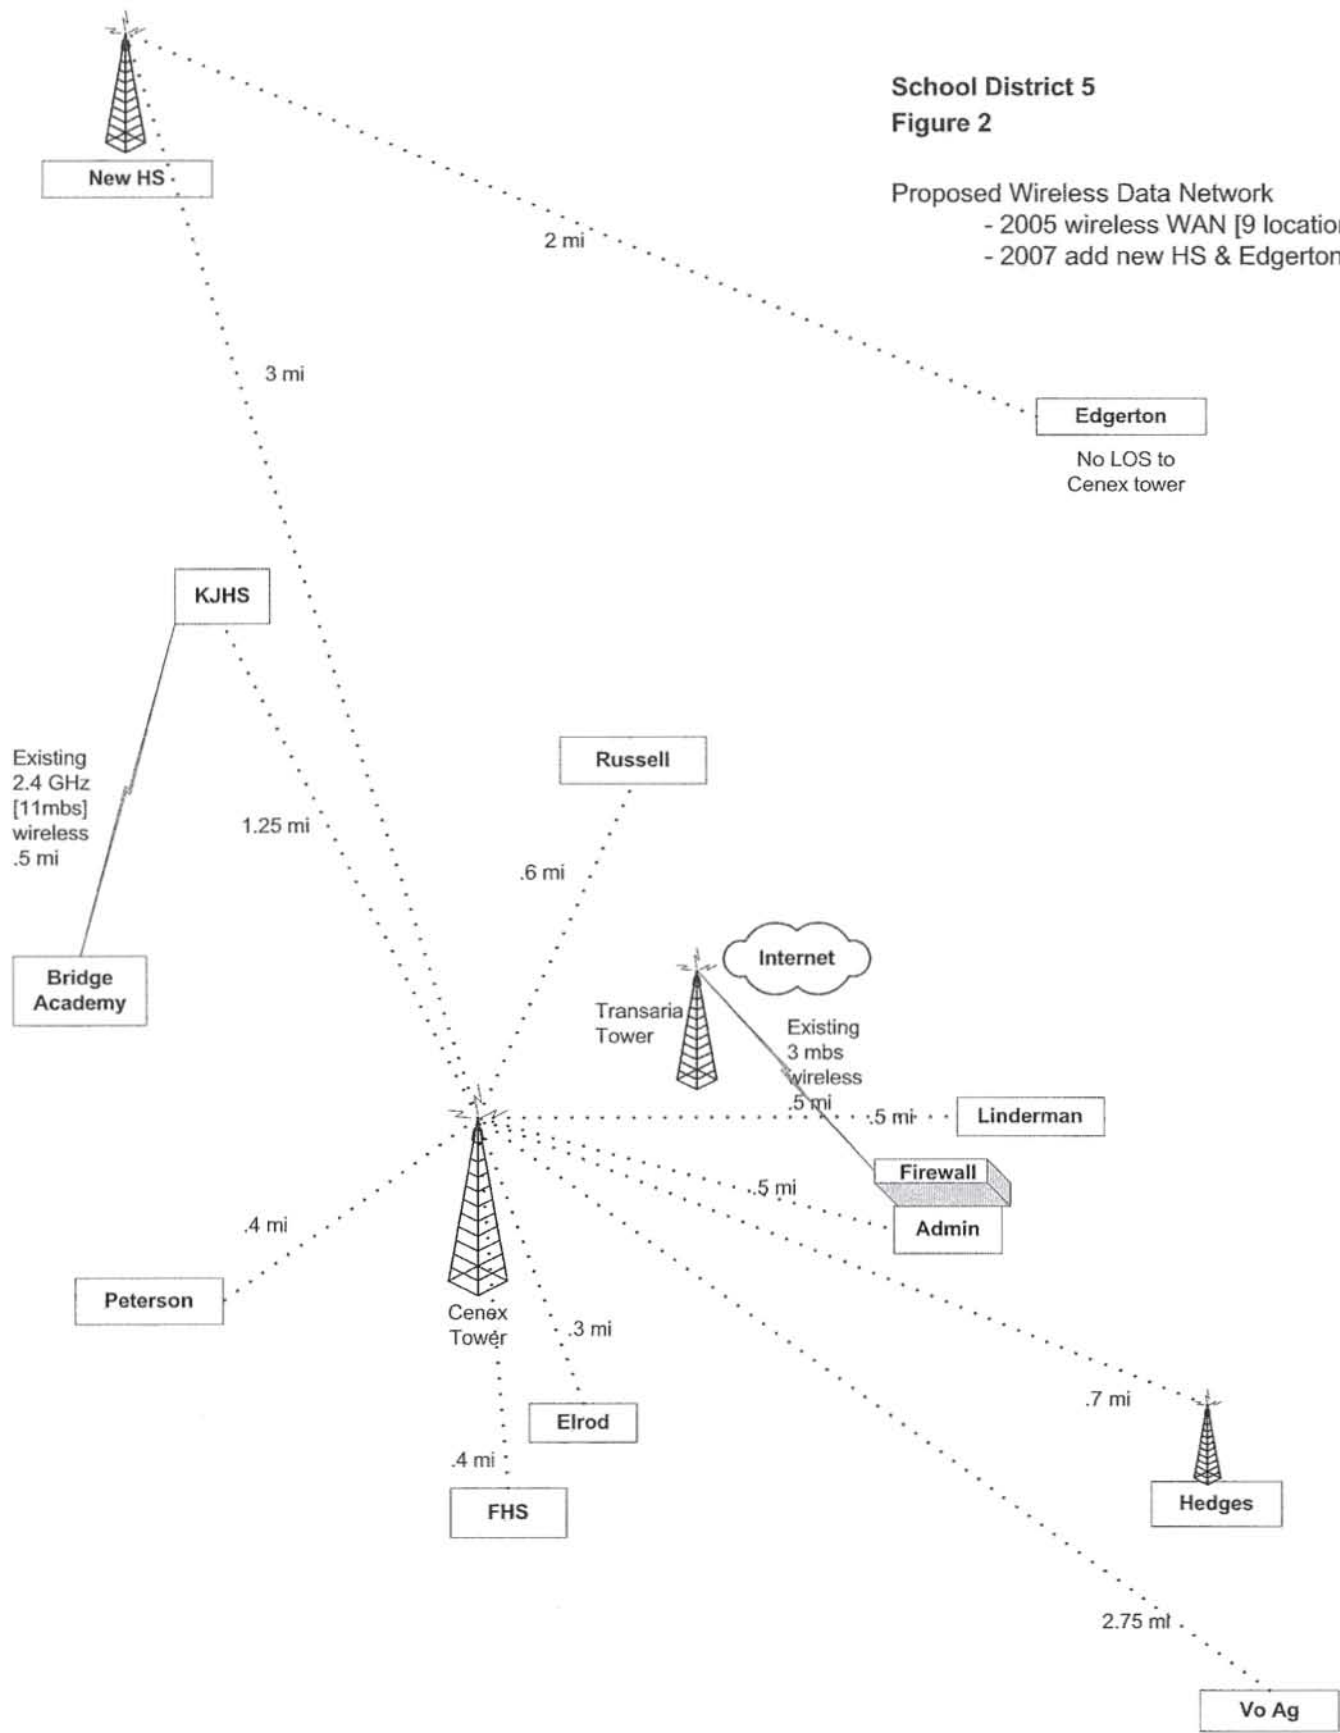 School District 5
Figure 2
Proposed Wireless Data Network
- 2005 wireless WAN [9 location
- 2007 add new HS & Edgerton
New HS
2 mi
3 mi
Edgerton
No LOS to
Cenex tower
KJHS
Existing
2.4 GHz
[11mbs]
wireless
.5 mi
1.25 mi
Russell
.6 mi
Bridge
Academy
Internet
Transaria
Tower
Existing
3 mbs
wireless
.5 mi
.5 mi
Linderman
Firewall
.5 mi
Admin
.4 mi
Peterson
Cenex
Tower
.3 mi
Elrod
.4 mi
FHS
.7 mi
Hedges
2.75 mi
Vo Ag